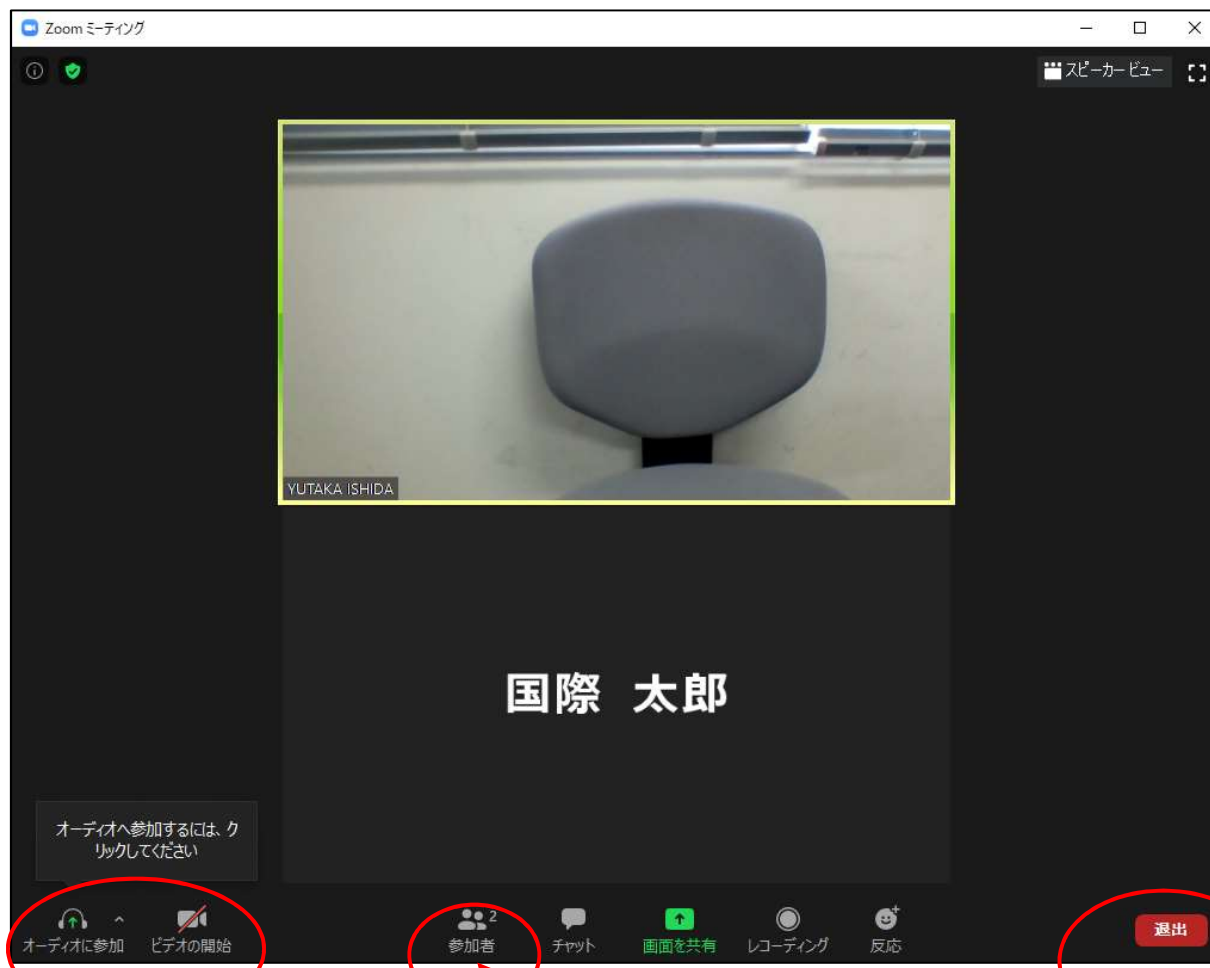 Zoom ミーティング
スピーカー ビュー
YUTAKA ISHIDA
国際 太郎
オーディオへ参加するには、ク
リックしてください
オーディオに参加 ビデオの開始 参加者 2 チャット 画面を共有 レコーディング 反応 退出